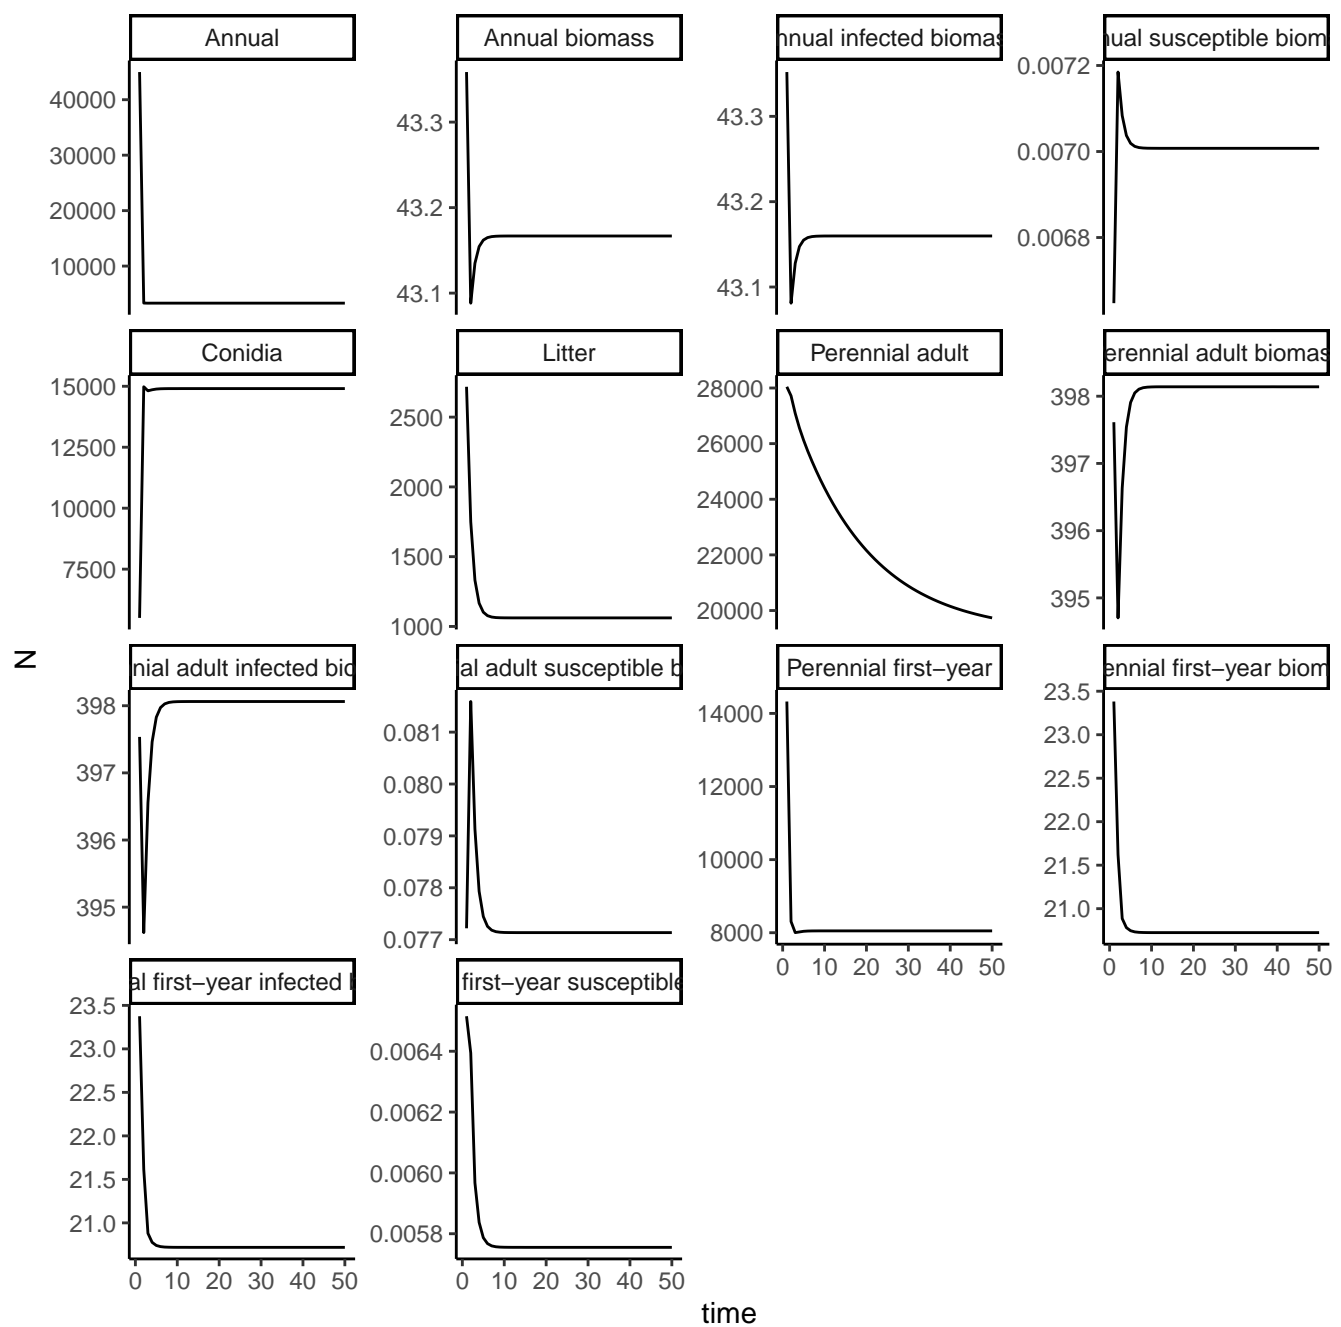 Annual
Annual biomass
nnual infected biomas
nual susceptible biom
40000
30000
20000
10000
43.3
43.2
43.1
43.3
43.2
43.1
0.0072
0.0070
0.0068
Conidia
Litter
Perennial adult
erennial adult biomas
15000
12500
10000
7500
2500
2000
1500
1000
28000
26000
24000
22000
20000
398
397
396
395
N
nial adult infected bio
al adult susceptible b
Perennial first−year
ennial first−year biom
398
397
396
395
0.081
0.080
0.079
0.078
0.077
14000
12000
10000
8000
23.5
23.0
22.5
22.0
21.5
21.0
0 10 20 30 40 50
0 10 20 30 40 50
al first−year infected b
first−year susceptible
23.5
23.0
22.5
22.0
21.5
21.0
0.0064
0.0062
0.0060
0.0058
0 10 20 30 40 50
0 10 20 30 40 50
time